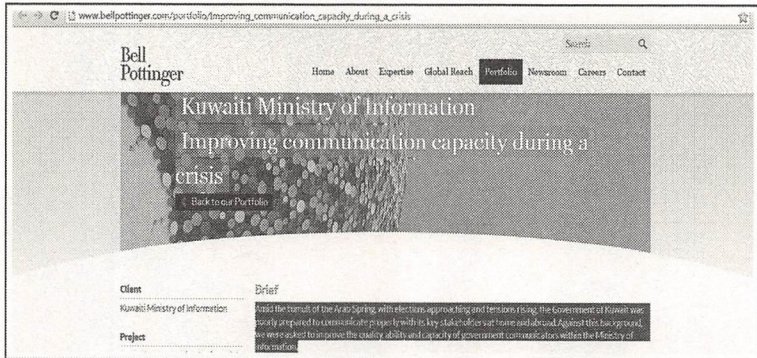 www.bellpottinger.com/portfolio/improving_communication_capacity_during_a_crisis
Search
Bell
Pottinger
Home About Expertise Global Reach Portfolio Newsroom Careers Contact
Kuwaiti Ministry of Information
Improving communication capacity during a
crisis
Back to our Portfolio
Client
Kuwaiti Ministry of Information
Project
Brief
Amid the tumult of the Arab Spring, with elections approaching and tensions rising, the Government of Kuwait was
poorly prepared to communicate properly with its key stakeholders at home and abroad. Against this background,
we were asked to improve the quality, ability and capacity of government communicators within the Ministry of
Information.